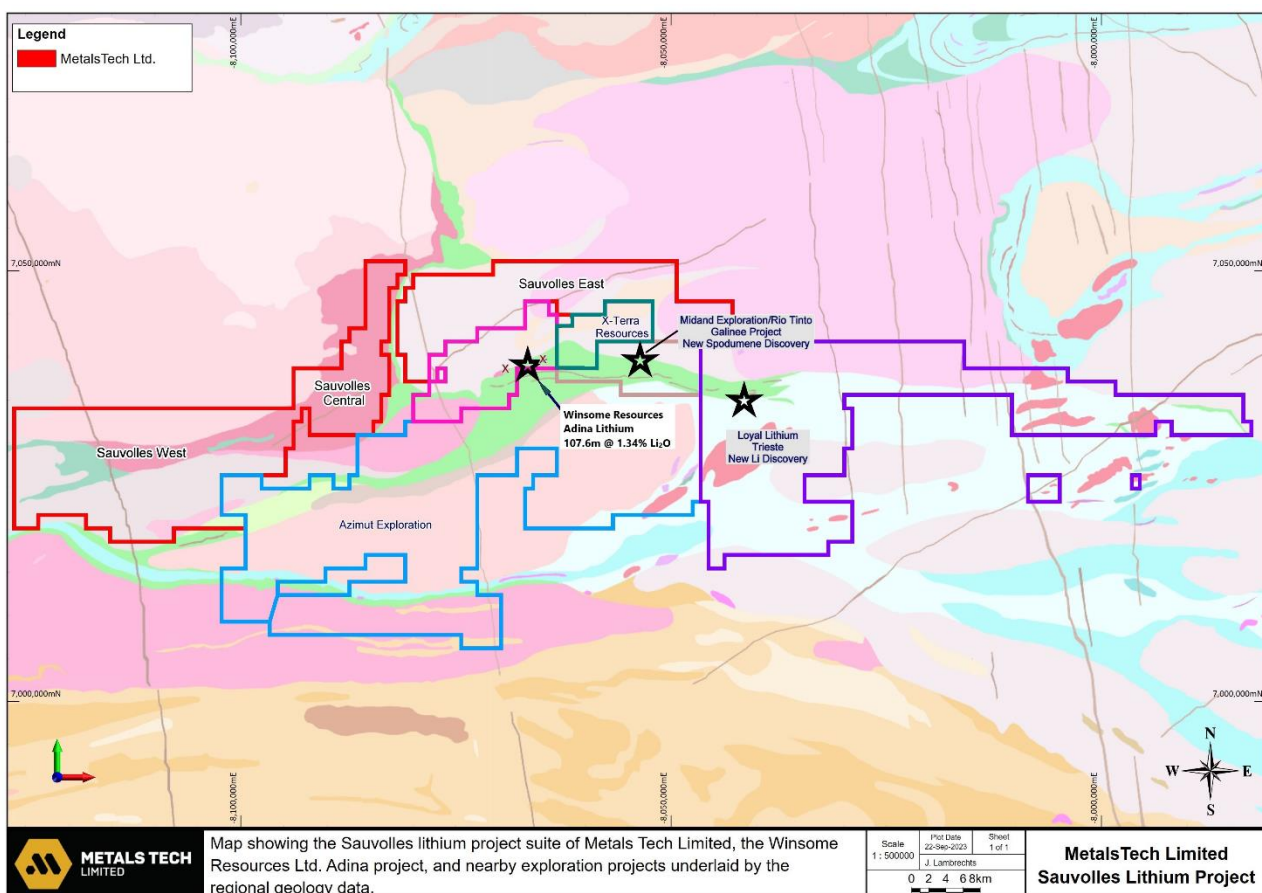 Legend
MetalsTech Ltd.
-8,100,000mE
-8,050,000mE
-8,000,000mE
7,050,000mN
7,050,000mN
Sauvolles East
X-Terra
Resources
Midand Exploration/Rio Tinto
Galinee Project
New Spodumene Discovery
X
X
Sauvolles
Central
Winsome Resources
Adina Lithium
107.6m @ 1.34% Li₂O
Sauvolles West
Loyal Lithium
Trieste
New Li Discovery
Azimut Exploration
7,000,000mN
7,000,000mN
N
W
E
S
-8,100,000mE
-8,050,000mE
-8,000,000mE
METALS TECH
LIMITED
Map showing the Sauvolles lithium project suite of Metals Tech Limited, the Winsome
Resources Ltd. Adina project, and nearby exploration projects underlaid by the
regional geology data.
Scale
1 : 500000
Plot Date
22-Sep-2023
Sheet
1 of 1
J. Lambrechts
0 2 4 6 8km
MetalsTech Limited
Sauvolles Lithium Project